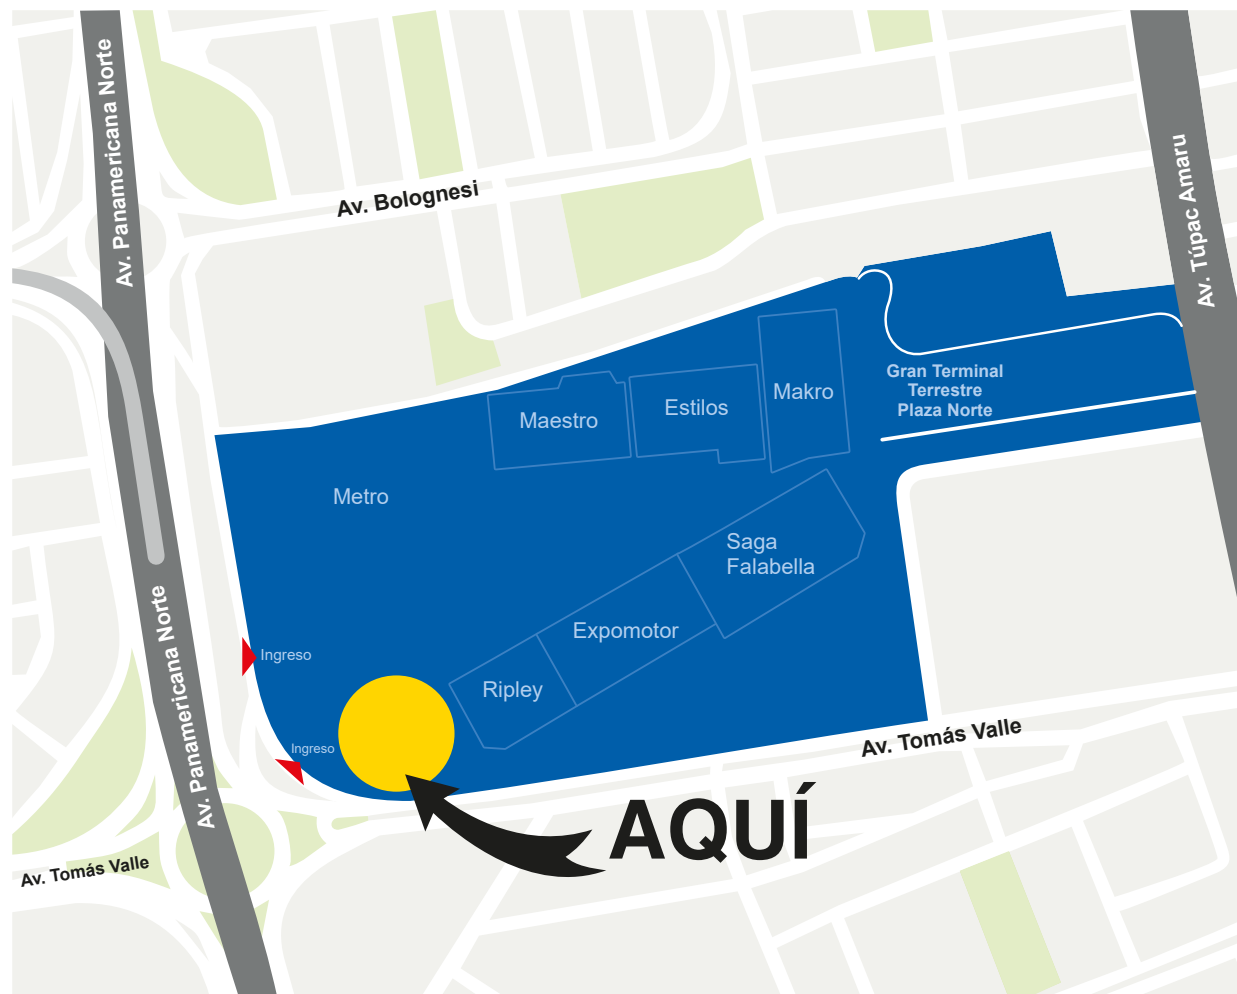 Av. Panamericana Norte
Av. Túpac Amaru
Av. Bolognesi
Gran Terminal
Terrestre
Plaza Norte
Makro
Estilos
Maestro
Metro
Saga
Falabella
Expomotor
Ingreso
Ripley
Av. Panamericana Norte
Ingreso
Av. Tomás Valle
AQUÍ
Av. Tomás Valle